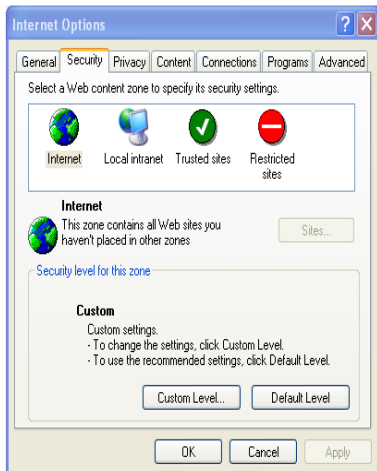 Internet Options
General Security Privacy Content Connections Programs Advanced
Select a Web content zone to specify its security settings.
Internet Local intranet Trusted sites Restricted sites
Internet
This zone contains all Web sites you
haven't placed in other zones
Sites...
Security level for this zone
Custom
Custom settings.
- To change the settings, click Custom Level.
- To use the recommended settings, click Default Level.
Custom Level... Default Level
OK Cancel Apply